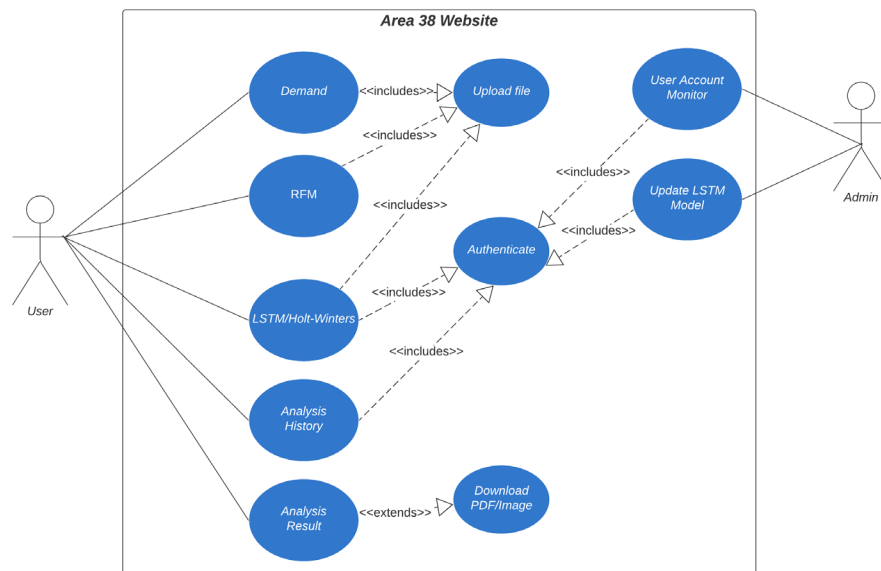 Area 38 Website
Demand
<<includes>>
Upload file
User Account
Monitor
<<includes>>
RFM
<<includes>>
Update LSTM
Model
Admin
<<includes>>
<<includes>>
Authenticate
User
LSTM/Holt-Winters
<<includes>>
<<includes>>
Analysis
History
Analysis
Result
<<extends>>
Download
PDF/Image